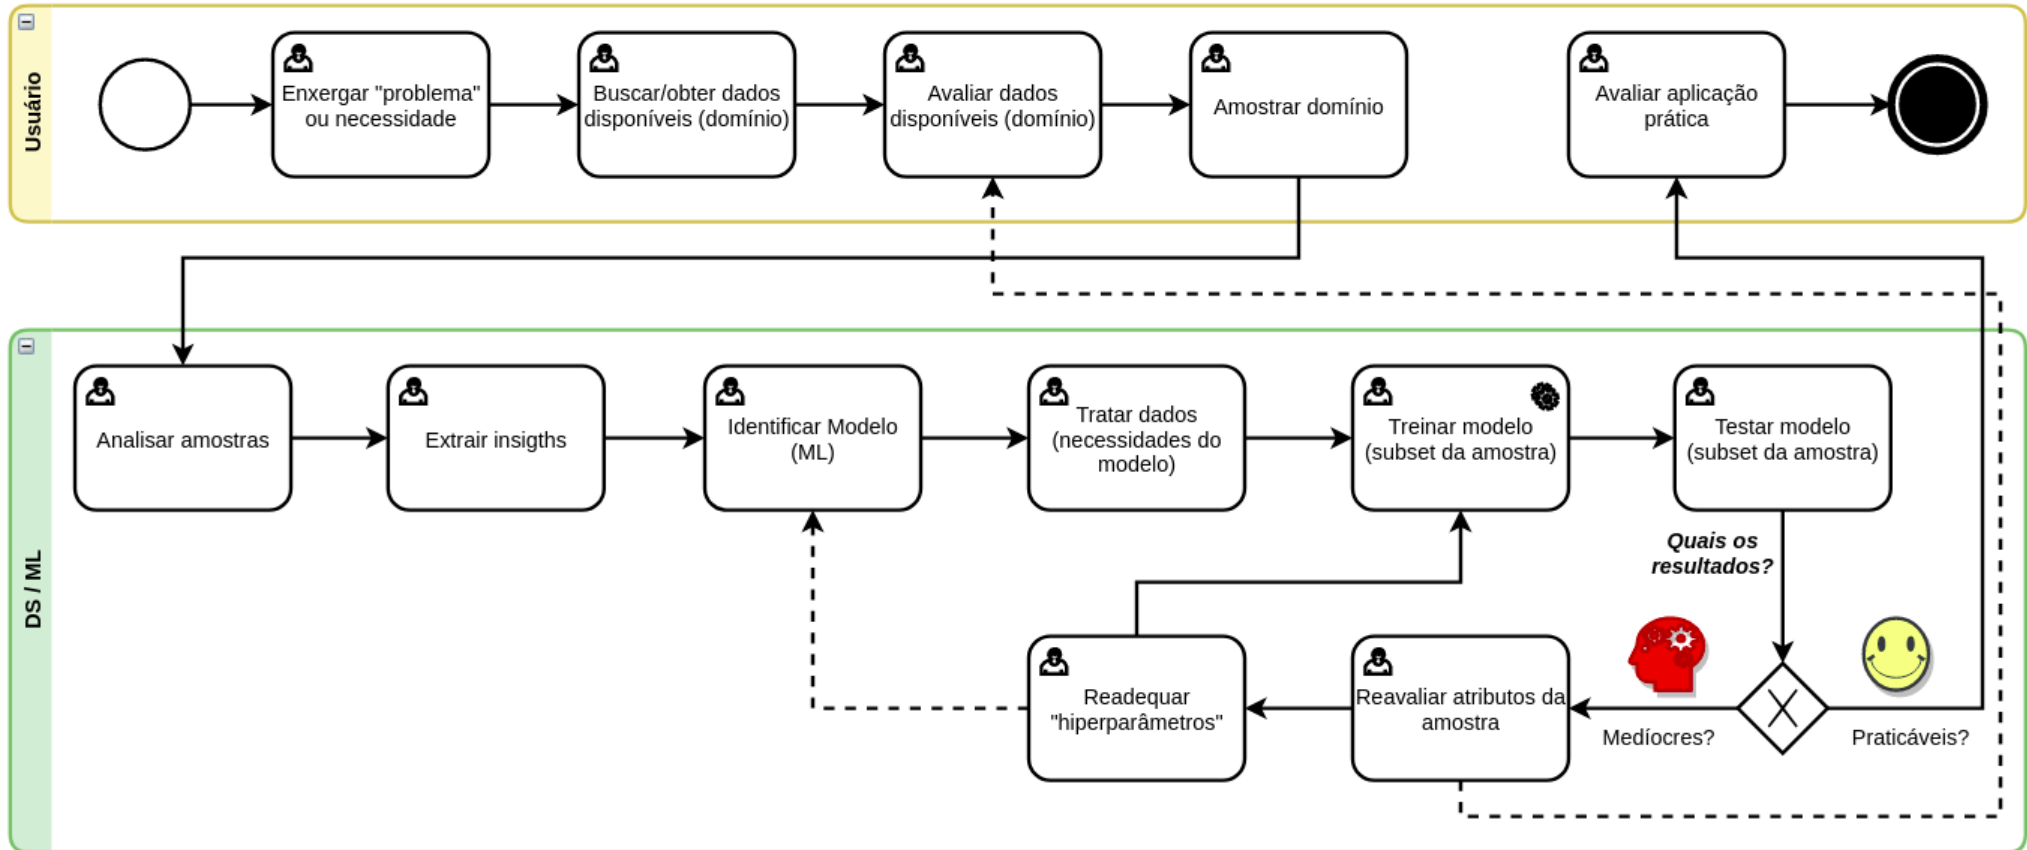 Usuário
Enxergar "problema"
ou necessidade
Buscar/obter dados
disponíveis (domínio)
Avaliar dados
disponíveis (domínio)
Amostrar domínio
Avaliar aplicação
prática
DS / ML
Analisar amostras
Extrair insigths
Identificar Modelo
(ML)
Tratar dados
(necessidades do
modelo)
Treinar modelo
(subset da amostra)
Testar modelo
(subset da amostra)
Quais os
resultados?
Readequar
"hiperparâmetros"
Reavaliar atributos da
amostra
Medíocres?
Praticáveis?